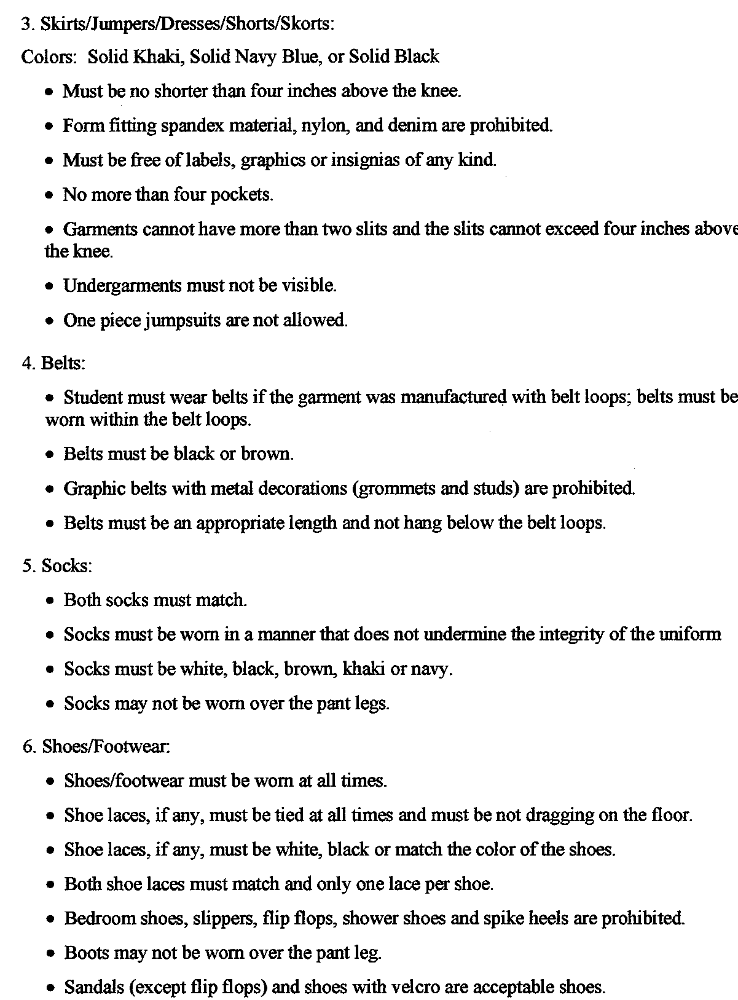 3. Skirts/Jumpers/Dresses/Shorts/Skorts:
Colors: Solid Khaki, Solid Navy Blue, or Solid Black
• Must be no shorter than four inches above the knee.
• Form fitting spandex material, nylon, and denim are prohibited.
• Must be free of labels, graphics or insignias of any kind.
• No more than four pockets.
• Garments cannot have more than two slits and the slits cannot exceed four inches above
the knee.
• Undergarments must not be visible.
• One piece jumpsuits are not allowed.
4. Belts:
• Student must wear belts if the garment was manufactured with belt loops; belts must be
worn within the belt loops.
• Belts must be black or brown.
• Graphic belts with metal decorations (grommets and studs) are prohibited.
• Belts must be an appropriate length and not hang below the belt loops.
5. Socks:
• Both socks must match.
• Socks must be worn in a manner that does not undermine the integrity of the uniform
• Socks must be white, black, brown, khaki or navy.
• Socks may not be worn over the pant legs.
6. Shoes/Footwear:
• Shoes/footwear must be worn at all times.
• Shoe laces, if any, must be tied at all times and must be not dragging on the floor.
• Shoe laces, if any, must be white, black or match the color of the shoes.
• Both shoe laces must match and only one lace per shoe.
• Bedroom shoes, slippers, flip flops, shower shoes and spike heels are prohibited.
• Boots may not be worn over the pant leg.
• Sandals (except flip flops) and shoes with velcro are acceptable shoes.